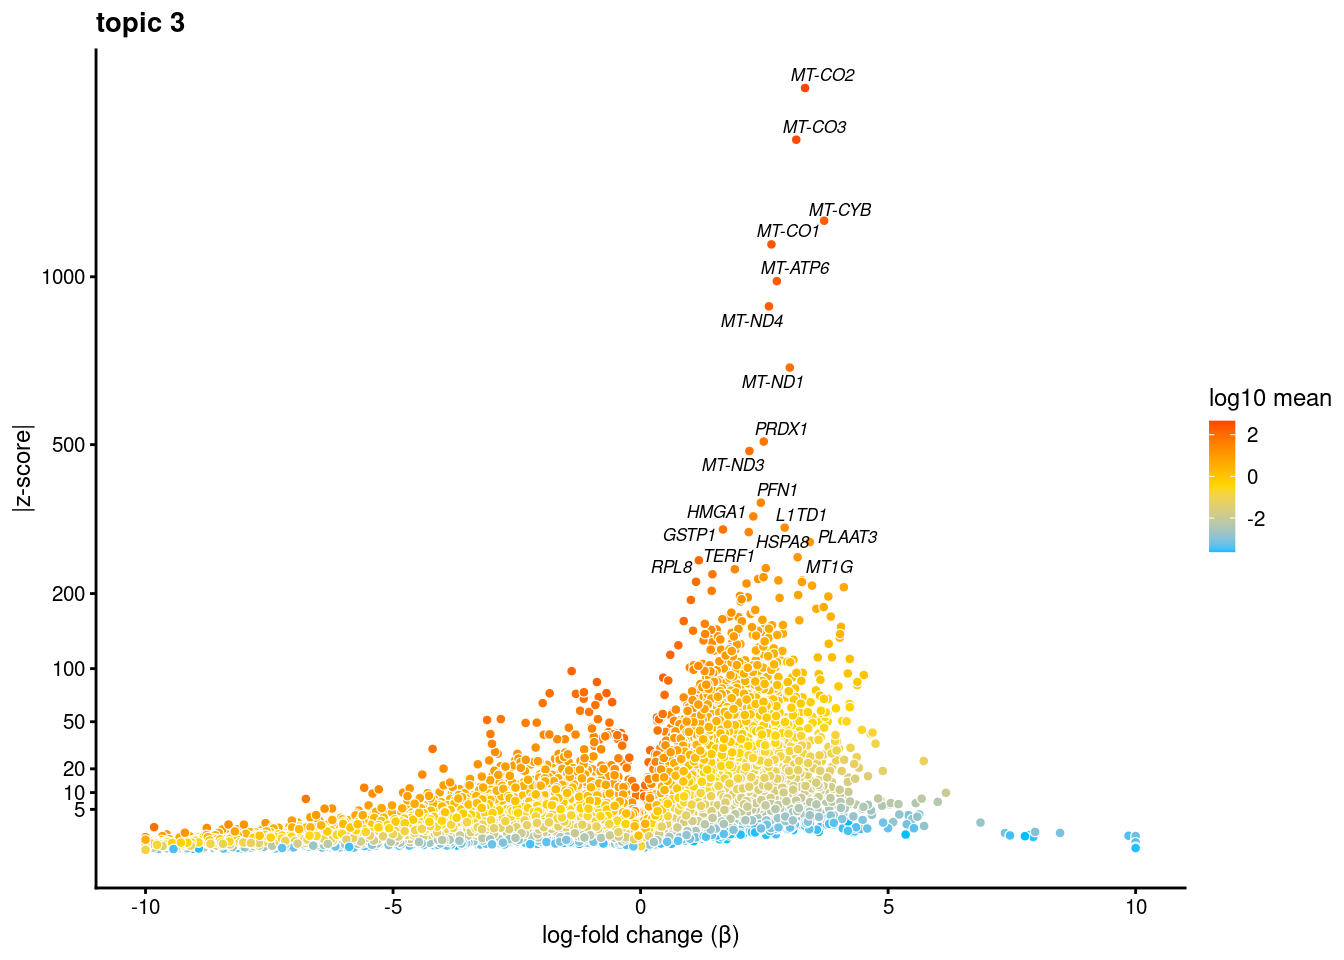 topic 3
MT-CO2
MT-CO3
MT-CYB
MT-CO1
MT-ATP6
MT-ND4
MT-ND1
PRDX1
MT-ND3
PFN1
HMGA1
L1TD1
GSTP1
HSPA8
PLAAT3
TERF1
RPL8
MT1G
|z-score|
1000
500
200
100
50
20
10
5
-10
-5
0
5
10
log-fold change (β)
log10 mean
2
0
-2